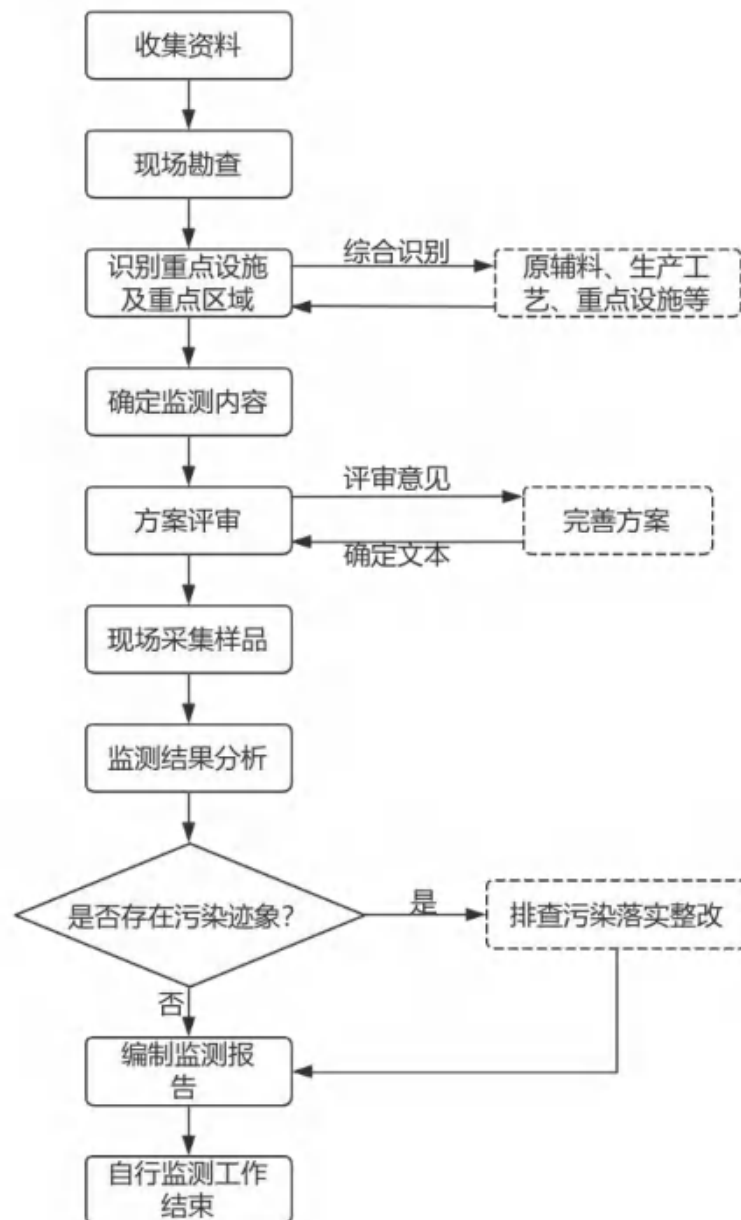 收集资料
现场勘查
识别重点设施
及重点区域
综合识别
原辅料、生产工
艺、重点设施等
确定监测内容
方案评审
评审意见
确定文本
完善方案
现场采集样品
监测结果分析
是否存在污染迹象?
是
排查污染落实整改
否
编制监测报
告
自行监测工作
结束